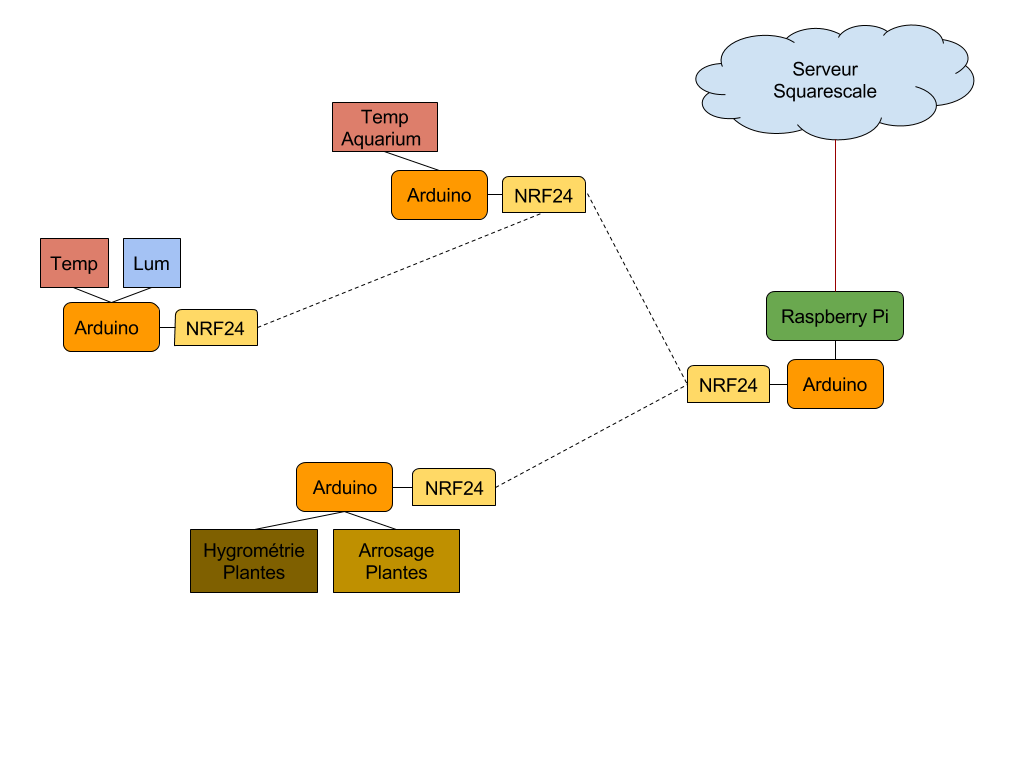 Serveur
Squarescale
Temp
Aquarium
Arduino
NRF24
Temp
Lum
Arduino
NRF24
Raspberry Pi
NRF24
Arduino
Arduino
NRF24
Hygrométrie
Plantes
Arrosage
Plantes